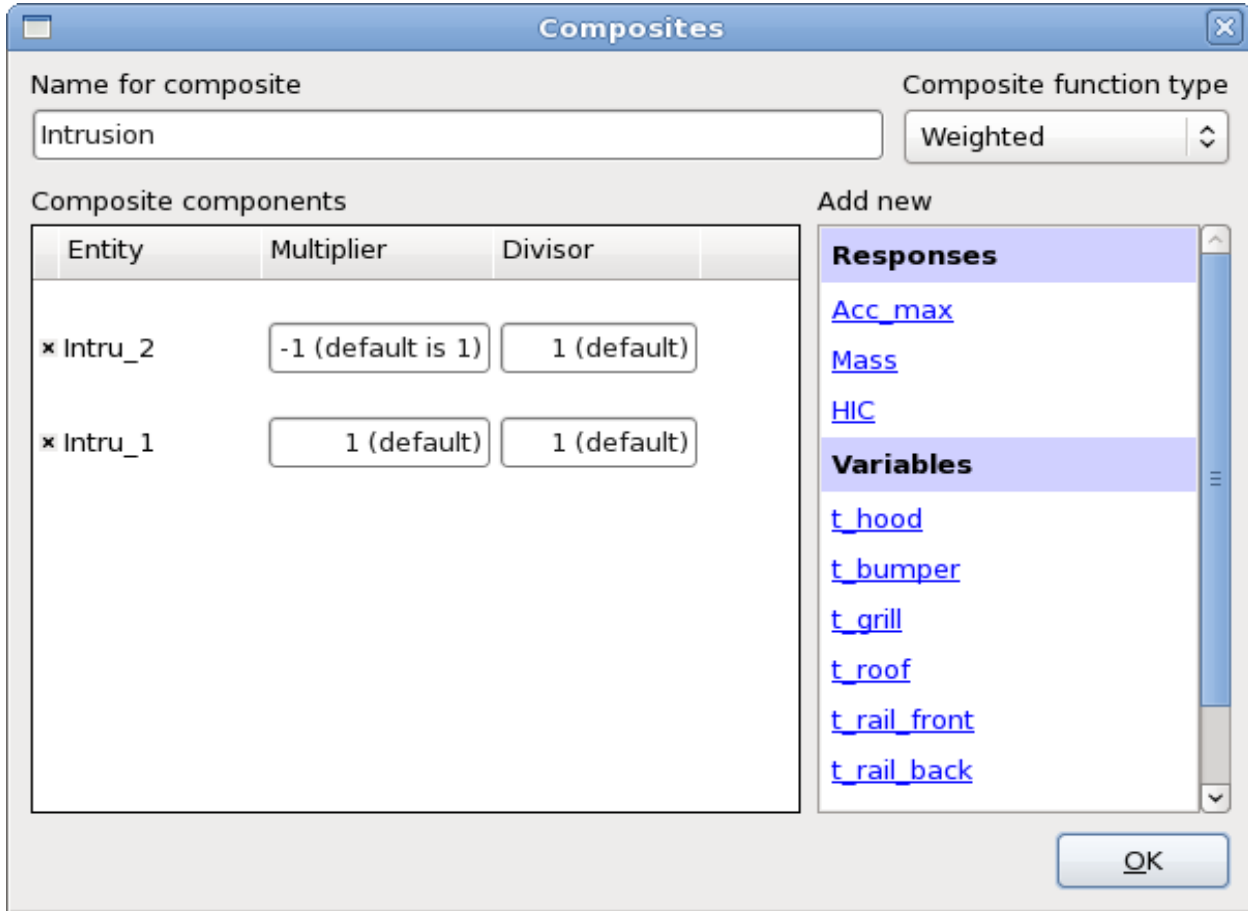 Composites
Name for composite
Composite function type
Intrusion
Weighted
Composite components
Add new
Entity Multiplier Divisor
Intru_2 -1 (default is 1) 1 (default)
Intru_1 1 (default) 1 (default)
Responses
Acc_max
Mass
HIC
Variables
t_hood
t_bumper
t_grill
t_roof
t_rail_front
t_rail_back
OK